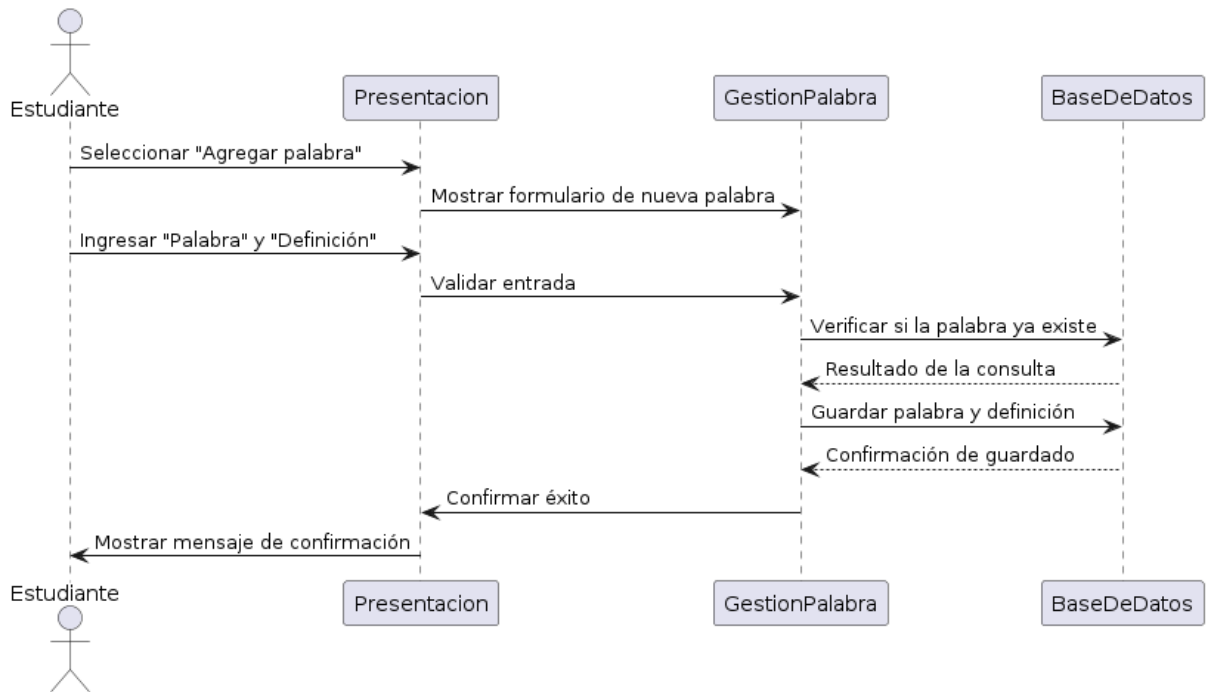 Estudiante
Presentacion
GestionPalabra
BaseDeDatos
Seleccionar "Agregar palabra"
Mostrar formulario de nueva palabra
Ingresar "Palabra" y "Definición"
Validar entrada
Verificar si la palabra ya existe
Resultado de la consulta
Guardar palabra y definición
Confirmación de guardado
Confirmar éxito
Mostrar mensaje de confirmación
Estudiante
Presentacion
GestionPalabra
BaseDeDatos